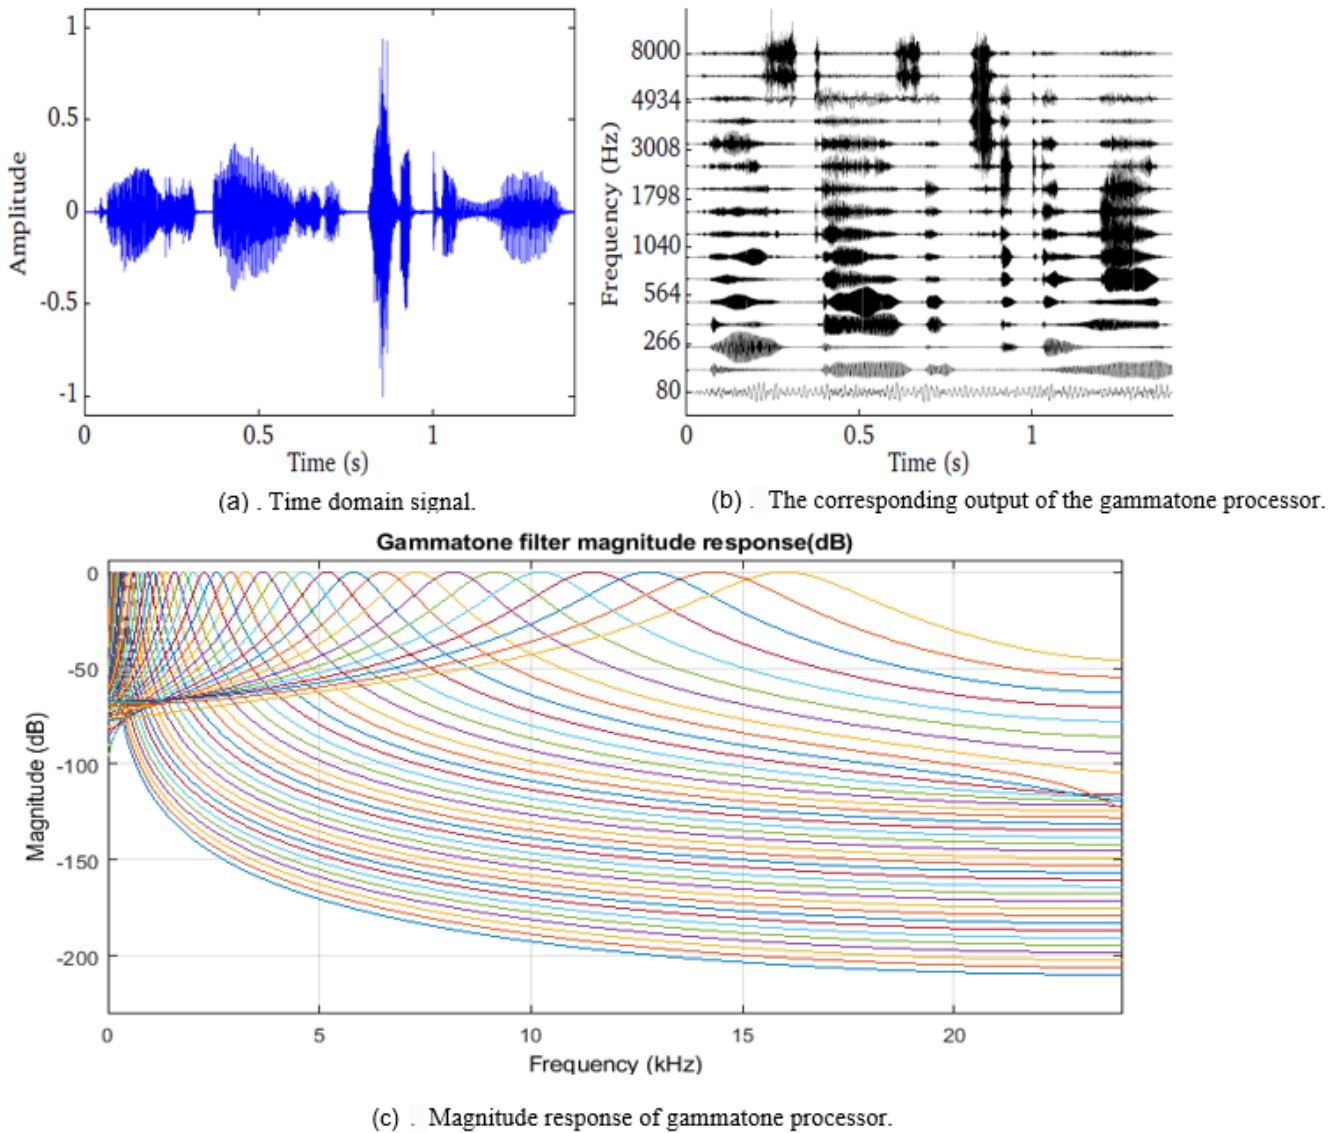 1
0.5
0
-0.5
-1
Amplitude
0
0.5
1
Time (s)
(a) . Time domain signal.
8000
4934
3008
1798
1040
564
266
80
Frequency (Hz)
0
0.5
1
Time (s)
(b) . The corresponding output of the gammatone processor.
Gammatone filter magnitude response(dB)
0
-50
-100
-150
-200
Magnitude (dB)
0
5
10
15
20
Frequency (kHz)
(c) . Magnitude response of gammatone processor.